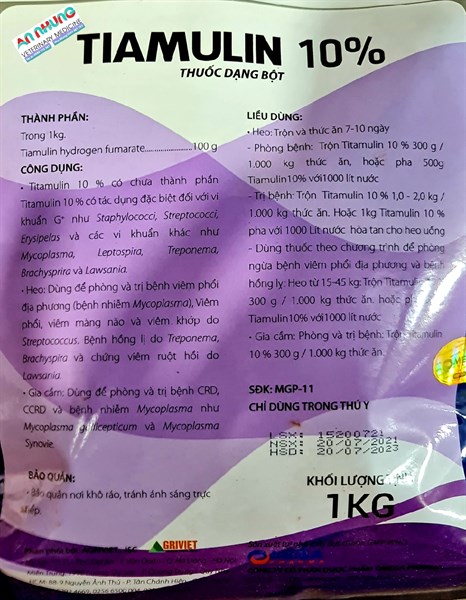 AN NHUNG
VETERINARY MEDICINE
TIAMULIN 10%
THUỐC DẠNG BỘT
THÀNH PHẦN:
Trong 1kg.
Tiamulin hydrogen fumarate......................100 g
CÔNG DỤNG:
• Titamulin 10 % có chưa thành phần
Titamulin 10 % có tác dụng đặc biệt đối với vi
khuẩn G⁺ như Staphylococci, Streptococci,
Erysipelas và các vi khuẩn khác như
Mycoplasma, Leptospira, Treponema,
Brachyspira và Lawsania.
• Heo: Dùng để phòng và trị bệnh viêm phổi
địa phương (bệnh nhiễm Mycoplasma), Viêm
phổi, viêm màng não và viêm khớp do
Streptococcus. Bệnh hồng lị do Treponema,
Brachyspira và chứng viêm ruột hồi do
Lawsania.
• Gia cầm: Dùng để phòng và trị bệnh CRD,
CCRD và bệnh nhiễm Mycoplasma như
Mycoplasma gallicepticum và Mycoplasma
Synovie.
BẢO QUẢN:
• Bảo quản nơi khô ráo, tránh ánh sáng trực
tiếp.
LIỀU DÙNG:
• Heo: Trộn và thức ăn 7-10 ngày
- Phòng bệnh: Trộn Titamulin 10 % 300 g /
1.000 kg thức ăn, hoặc pha 500g
Tiamulin10% với1000 lít nước
- Trị bệnh: Trộn Titamulin 10 % 1,0 - 2,0 kg /
1.000 kg thức ăn. Hoặc 1kg Titamulin 10 %
pha với 1000 Lít nước hòa tan cho heo uống
- Dùng thuốc theo chương trình để phòng
ngừa bệnh viêm phổi địa phương và bệnh
hồng lỵ: Heo từ 15-45 kg: Trộn Titamulin
300 g / 1.000 kg thức ăn. hoặc pha
Tiamulin 10% với1000 lít nước
• Gia cầm: Phòng và trị bệnh: Trộn Titamulin
10 % 300 g / 1.000 kg thức ăn.
SĐK: MGP-11
CHỈ DÙNG TRONG THÚ Y
LSX: 15200721
NSX: 20/07/2021
HSD: 20/07/2023
KHỐI LƯỢNG
1KG
AGRIVIET